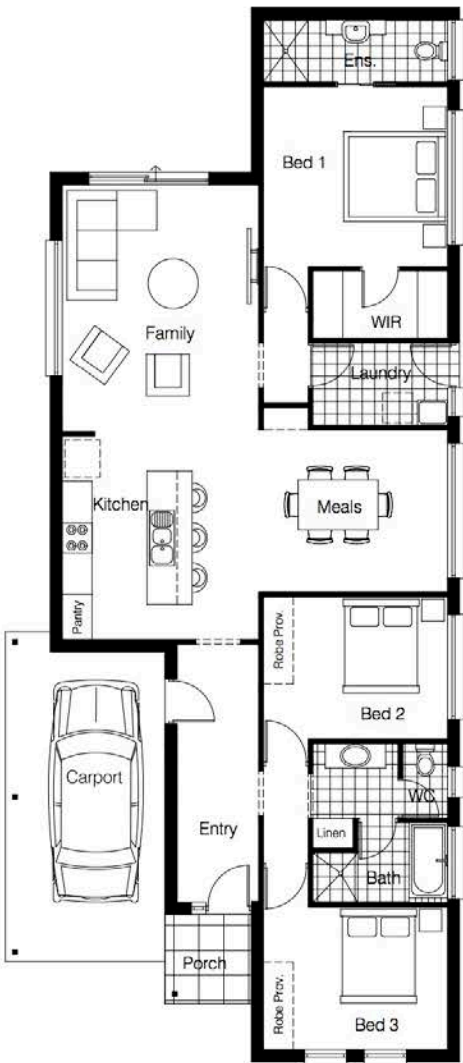 Ens.
Bed 1
WIR
Family
Laundry
Kitchen
Meals
Pantry
Robe Prov.
Bed 2
Carport
WC
Entry
Linen
Bath
Porch
Robe Prov.
Bed 3